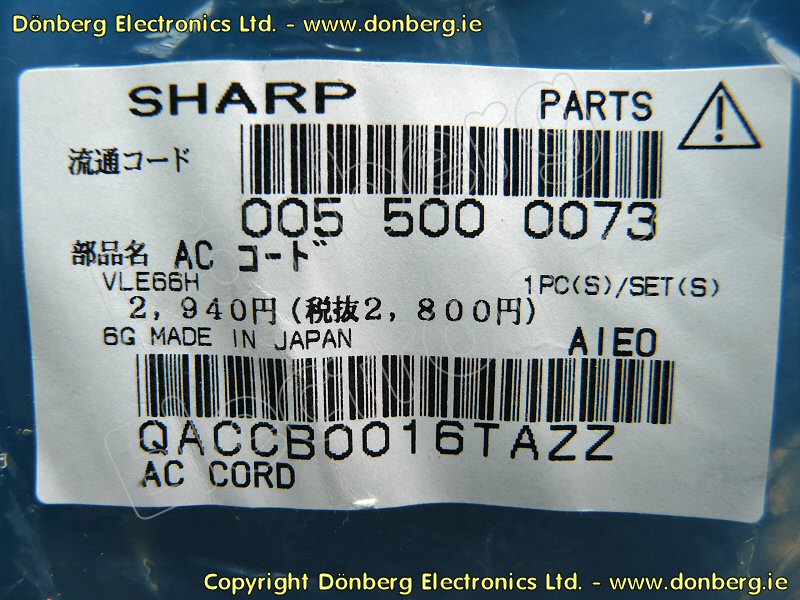 Dönberg Electronics Ltd. - www.donberg.ie
SHARP PARTS
流通コード
005 500 0073
部品名 AC コード
VLE66H 1PC(S)/SET(S)
2,940円(税抜2,800円)
6G MADE IN JAPAN AIE0
QACCB0016TAZZ
AC CORD
Copyright Dönberg Electronics Ltd. - www.donberg.ie